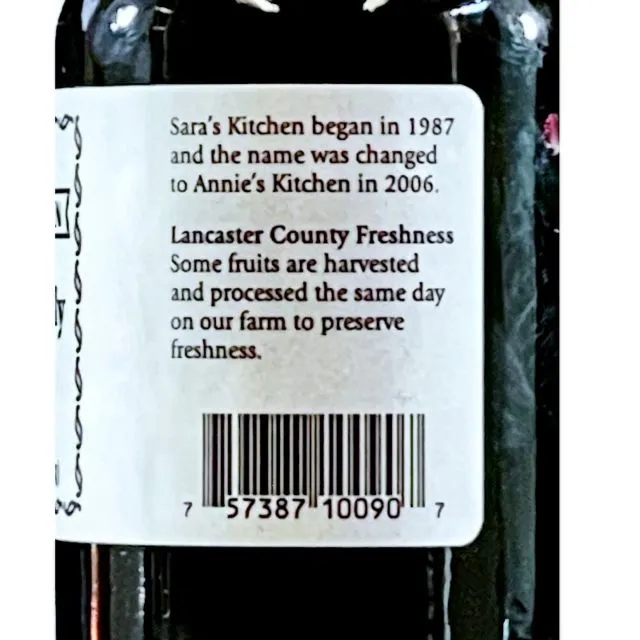 Sara's Kitchen began in 1987
and the name was changed
to Annie's Kitchen in 2006.
Lancaster County Freshness
Some fruits are harvested
and processed the same day
on our farm to preserve
freshness.
7 57387 10090 7